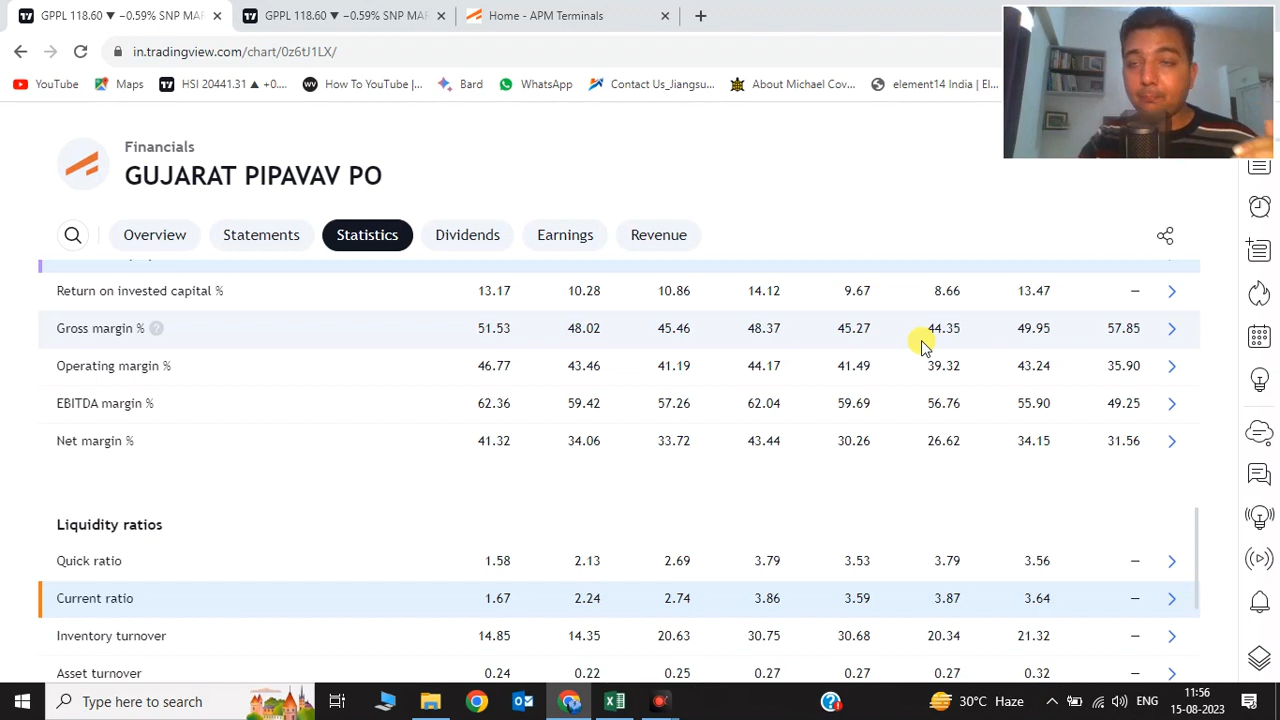 GPPL 118.60 ▼ −0.59% SNP MAR
GPPL 118.60 ▼ −0.59% SNP MAR
Home - APM Terminals
in.tradingview.com/chart/0z6tJ1LX/
YouTube
Maps
HSI 20441.31 ▲ +0....
How To YouTube |...
Bard
WhatsApp
Contact Us_Jiangsu...
About Michael Cov...
element14 India | El...
Financials
GUJARAT PIPAVAV PO
Overview Statements Statistics Dividends Earnings Revenue
Return on invested capital % 13.17 10.28 10.86 14.12 9.67 8.66 13.47 —
Gross margin % 51.53 48.02 45.46 48.37 45.27 44.35 49.95 57.85
Operating margin % 46.77 43.46 41.19 44.17 41.49 39.32 43.24 35.90
EBITDA margin % 62.36 59.42 57.26 62.04 59.69 56.76 55.90 49.25
Net margin % 41.32 34.06 33.72 43.44 30.26 26.62 34.15 31.56
Liquidity ratios
Quick ratio 1.58 2.13 2.69 3.79 3.53 3.79 3.56 —
Current ratio 1.67 2.24 2.74 3.86 3.59 3.87 3.64 —
Inventory turnover 14.85 14.35 20.63 30.75 30.68 20.34 21.32 —
Asset turnover 0.24 0.22 0.25 0.27 0.27 0.27 0.32 —
Type here to search
30°C Haze
ENG
11:56
15-08-2023